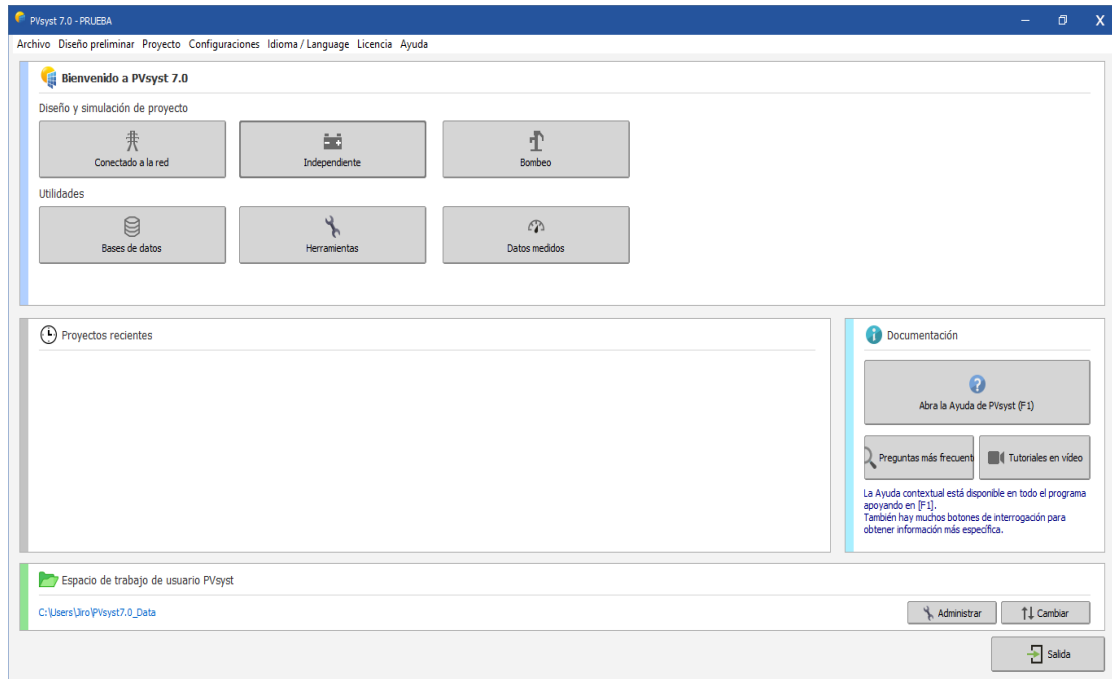 PVsyst 7.0 - PRUEBA
Archivo Diseño preliminar Proyecto Configuraciones Idioma / Language Licencia Ayuda
Bienvenido a PVsyst 7.0
Diseño y simulación de proyecto
Conectado a la red
Independiente
Bombeo
Utilidades
Bases de datos
Herramientas
Datos medidos
Proyectos recientes
Documentación
Abra la Ayuda de PVsyst (F1)
Preguntas más frecuent
Tutoriales en vídeo
La Ayuda contextual está disponible en todo el programa
apoyando en [F1].
También hay muchos botones de interrogación para
obtener información más específica.
Espacio de trabajo de usuario PVsyst
C:\Users\Jiro\PVsyst7.0_Data
Administrar
Cambiar
Salida